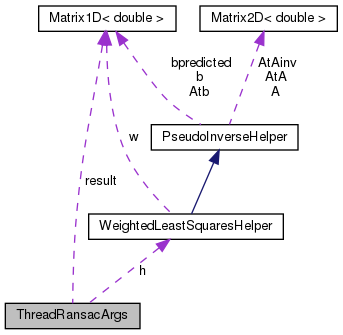 Matrix1D< double >
Matrix2D< double >
bpredicted
b
Atb
AtAinv
AtA
A
PseudoInverseHelper
w
result
WeightedLeastSquaresHelper
h
ThreadRansacArgs